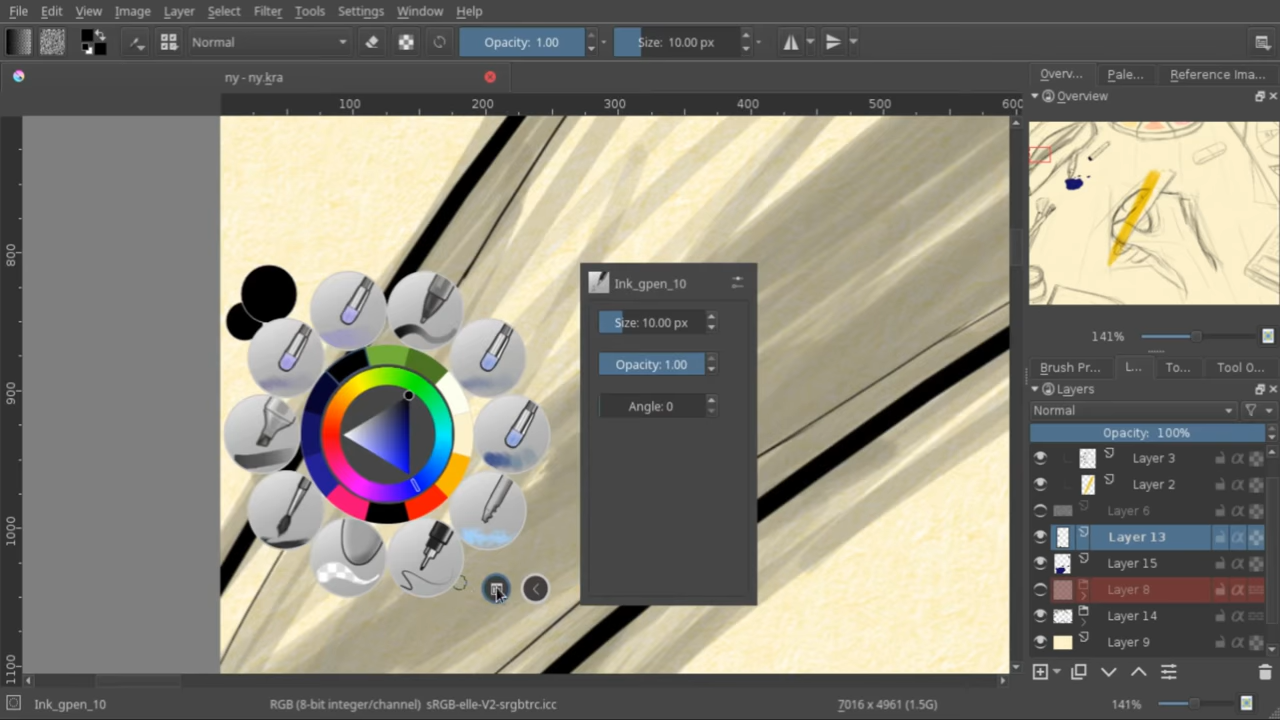 File Edit View Image Layer Select Filter Tools Settings Window Help
Normal Opacity: 1.00 Size: 10.00 px
ny - ny.kra
Overv... Pale... Reference Ima...
Overview
100 200 300 400 500 600
800
900
1000
1100
Ink_gpen_10
Size: 10.00 px
Opacity: 1.00
Angle: 0
141%
Brush Pr... L... To... Tool O...
Layers
Normal
Opacity: 100%
Layer 3
Layer 2
Layer 6
Layer 13
Layer 15
Layer 8
Layer 14
Layer 9
Ink_gpen_10 RGB (8-bit integer/channel) sRGB-elle-V2-srgbtrc.icc 7016 x 4961 (1.5G) 141%